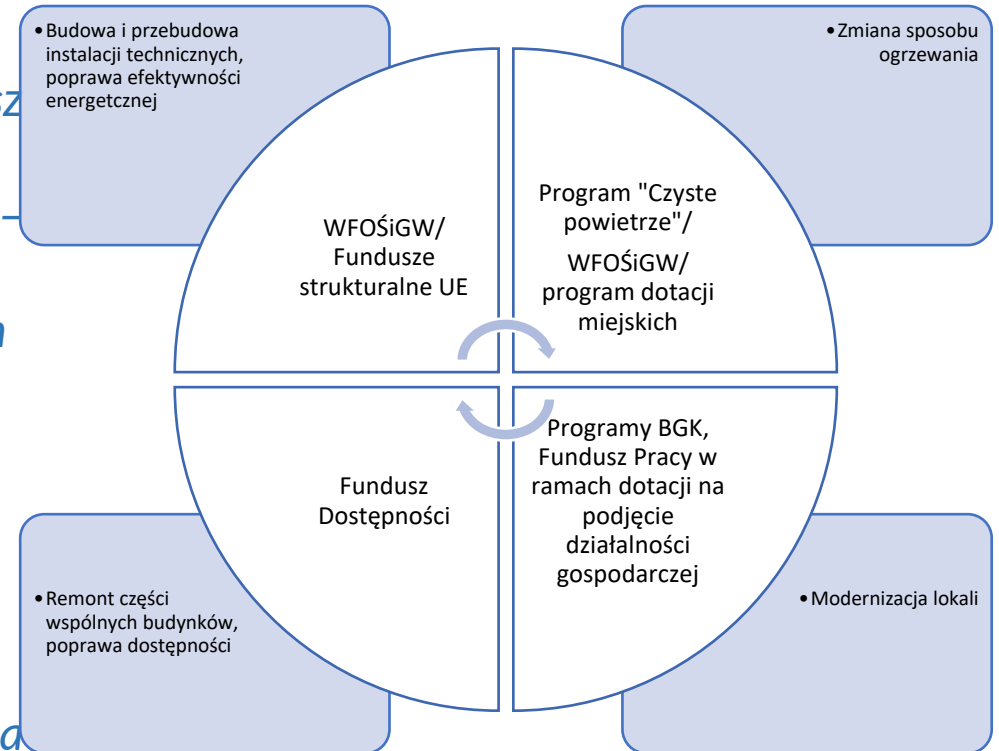 •Budowa i przebudowa
instalacji technicznych,
poprawa efektywności
energetcznej
•Zmiana sposobu
ogrzewania
WFOŚiGW/
Fundusze
strukturalne UE
Program "Czyste
powietrze"/
WFOŚiGW/
program dotacji
miejskich
Fundusz
Dostępności
Programy BGK,
Fundusz Pracy w
ramach dotacji na
podjęcie
działalności
gospodarczej
•Remont części
wspólnych budynków,
poprawa dostępności
•Modernizacja lokali